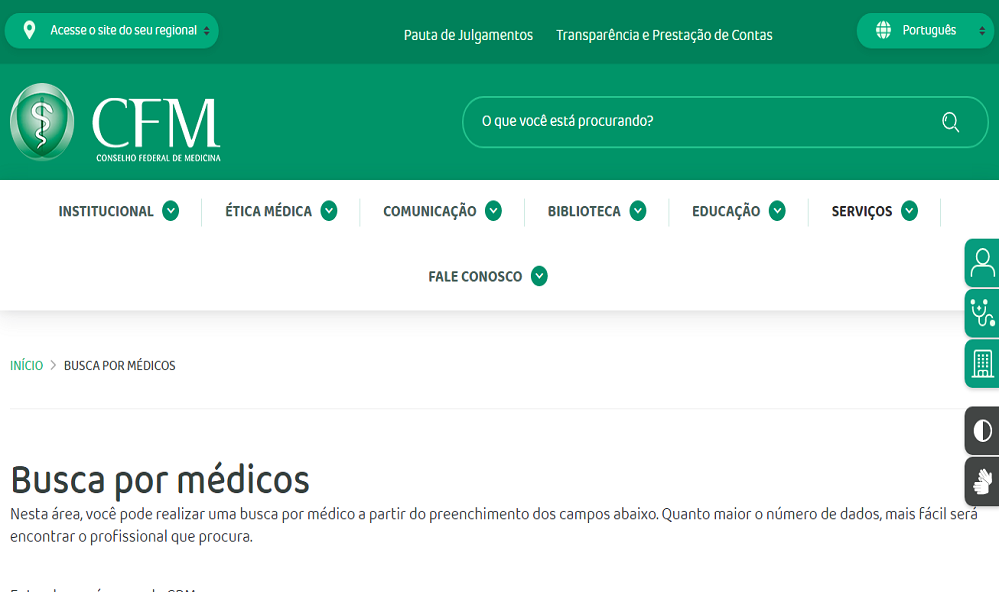 Acesse o site do seu regional
Pauta de Julgamentos
Transparência e Prestação de Contas
Português
CFM
CONSELHO FEDERAL DE MEDICINA
O que você está procurando?
INSTITUCIONAL
ÉTICA MÉDICA
COMUNICAÇÃO
BIBLIOTECA
EDUCAÇÃO
SERVIÇOS
FALE CONOSCO
INÍCIO > BUSCA POR MÉDICOS
Busca por médicos
Nesta área, você pode realizar uma busca por médico a partir do preenchimento dos campos abaixo. Quanto maior o número de dados, mais fácil será
encontrar o profissional que procura.